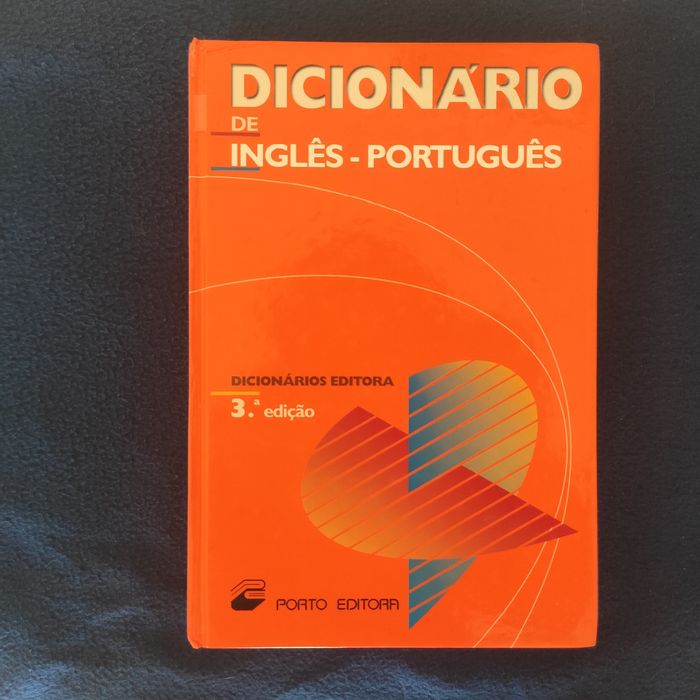 DICIONÁRIO
DE
INGLÊS - PORTUGUÊS
DICIONÁRIOS EDITORA
3.ª edição
PORTO EDITORA